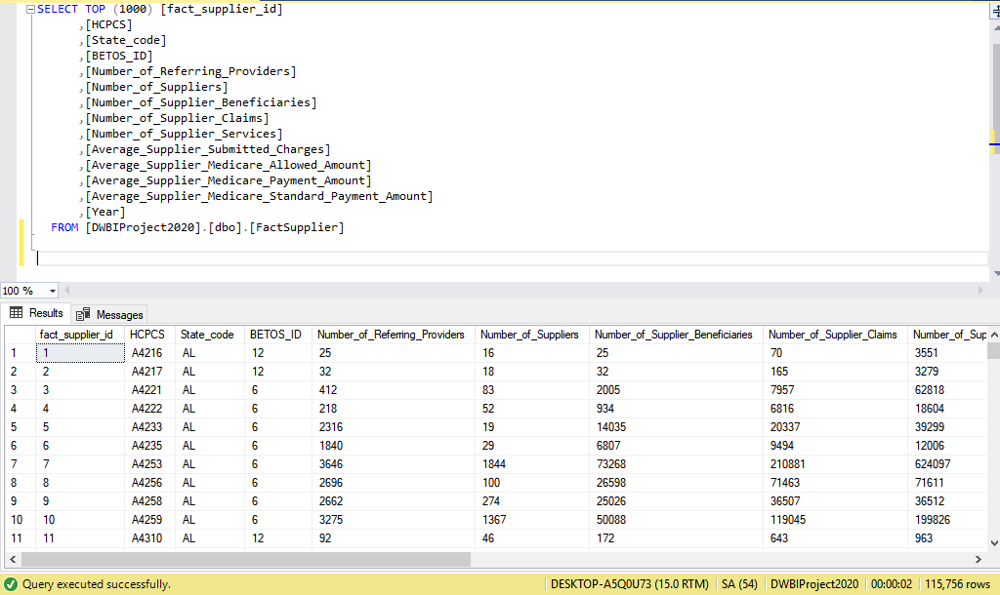 SELECT TOP (1000) [fact_supplier_id]
,[HCPCS]
,[State_code]
,[BETOS_ID]
,[Number_of_Referring_Providers]
,[Number_of_Suppliers]
,[Number_of_Supplier_Beneficiaries]
,[Number_of_Supplier_Claims]
,[Number_of_Supplier_Services]
,[Average_Supplier_Submitted_Charges]
,[Average_Supplier_Medicare_Allowed_Amount]
,[Average_Supplier_Medicare_Payment_Amount]
,[Average_Supplier_Medicare_Standard_Payment_Amount]
,[Year]
FROM [DWBIProject2020].[dbo].[FactSupplier]
100 %
Results Messages
fact_supplier_id HCPCS State_code BETOS_ID Number_of_Referring_Providers Number_of_Suppliers Number_of_Supplier_Beneficiaries Number_of_Supplier_Claims Number_of_Sup
1 1 A4216 AL 12 25 16 25 70 3551
2 2 A4217 AL 12 32 18 32 165 3279
3 3 A4221 AL 6 412 83 2005 7957 62818
4 4 A4222 AL 6 218 52 934 6816 18604
5 5 A4233 AL 6 2316 19 14035 20337 39299
6 6 A4235 AL 6 1840 29 6807 9494 12006
7 7 A4253 AL 6 3646 1844 73268 210881 624097
8 8 A4256 AL 6 2696 100 26598 71463 71611
9 9 A4258 AL 6 2662 274 25026 36507 36512
10 10 A4259 AL 6 3275 1367 50088 119045 199826
11 11 A4310 AL 12 92 46 172 643 963
Query executed successfully. DESKTOP-A5Q0U73 (15.0 RTM) SA (54) DWBIProject2020 00:00:02 115,756 rows